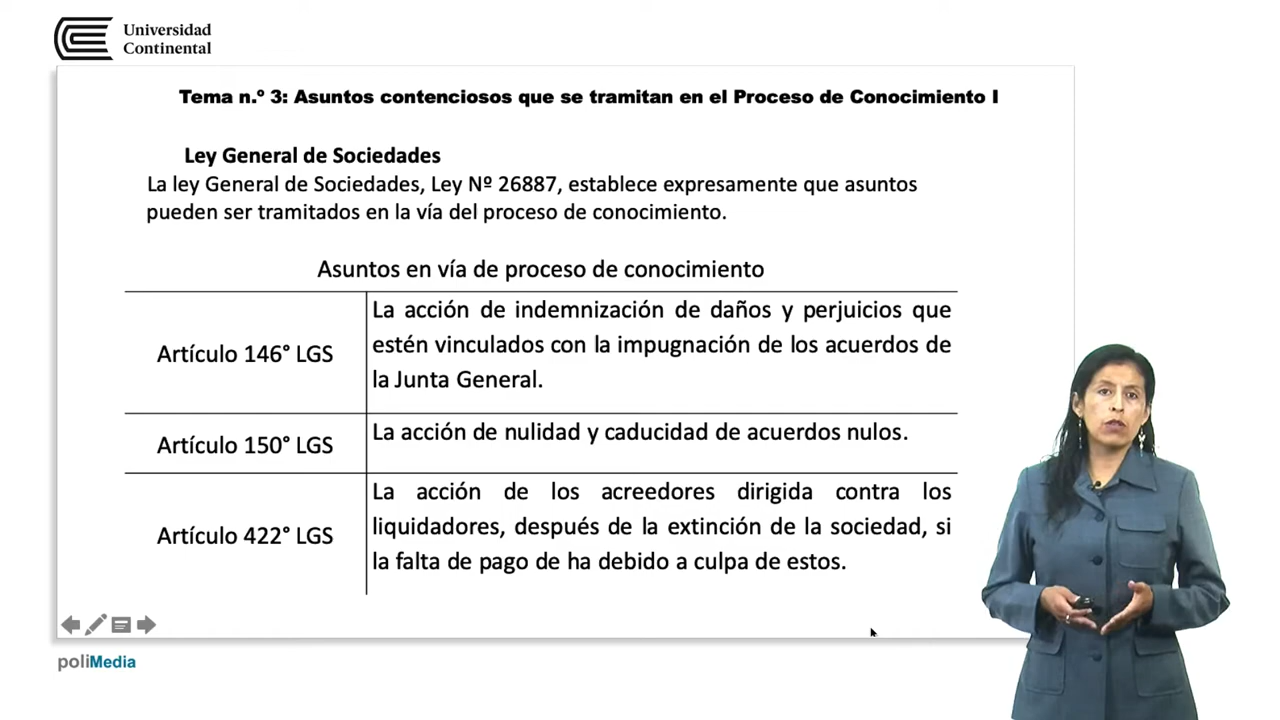 Universidad
Continental
Tema n.º 3: Asuntos contenciosos que se tramitan en el Proceso de Conocimiento I
Ley General de Sociedades
La ley General de Sociedades, Ley Nº 26887, establece expresamente que asuntos
pueden ser tramitados en la vía del proceso de conocimiento.
Asuntos en vía de proceso de conocimiento
Artículo 146° LGS
La acción de indemnización de daños y perjuicios que
estén vinculados con la impugnación de los acuerdos de
la Junta General.
Artículo 150° LGS
La acción de nulidad y caducidad de acuerdos nulos.
Artículo 422° LGS
La acción de los acreedores dirigida contra los
liquidadores, después de la extinción de la sociedad, si
la falta de pago de ha debido a culpa de estos.
poliMedia